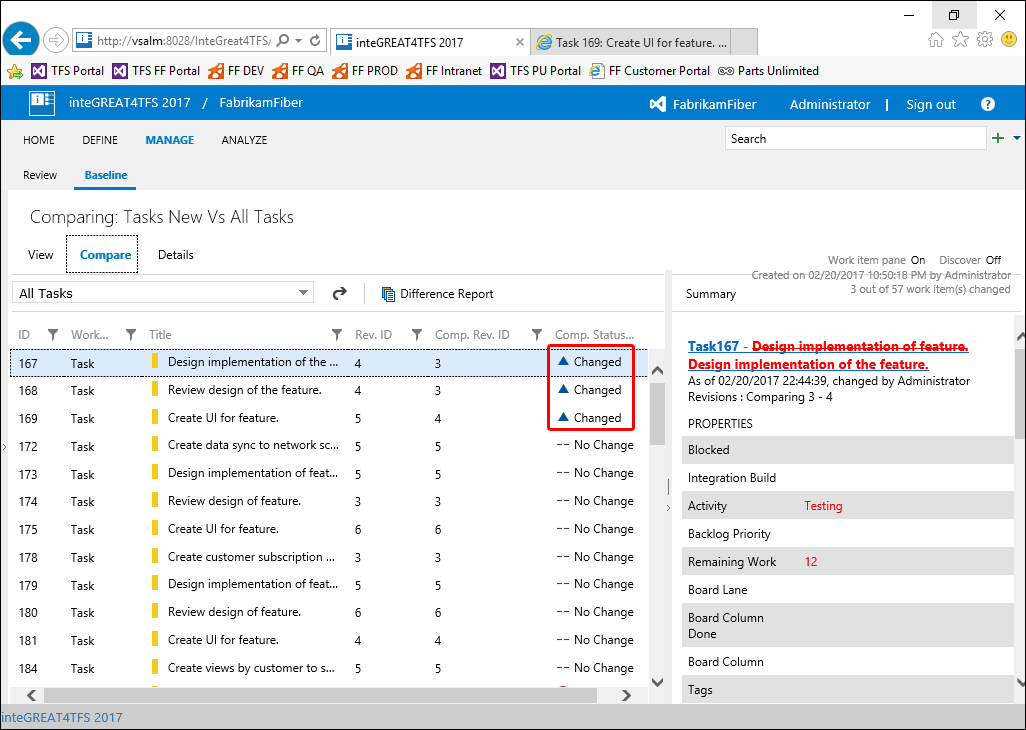 http://vsalm:8028/InteGreat4TFS/
inteGREAT4TFS 2017
Task 169: Create UI for feature. ...
TFS Portal TFS FF Portal FF DEV FF QA FF PROD FF Intranet TFS PU Portal FF Customer Portal Parts Unlimited
inteGREAT4TFS 2017 / FabrikamFiber FabrikamFiber Administrator | Sign out ?
HOME DEFINE MANAGE ANALYZE Search
Review Baseline
Comparing: Tasks New Vs All Tasks
View Compare Details
Work item pane On Discover Off
Created on 02/20/2017 10:50:18 PM by Administrator
3 out of 57 work item(s) changed
All Tasks Difference Report
Summary
ID Work... Title Rev. ID Comp. Rev. ID Comp. Status...
167 Task Design implementation of the ... 4 3 Changed
168 Task Review design of the feature. 4 3 Changed
169 Task Create UI for feature. 5 4 Changed
172 Task Create data sync to network sc... 5 5 -- No Change
173 Task Design implementation of feat... 5 5 -- No Change
174 Task Review design of feature. 3 3 -- No Change
175 Task Create UI for feature. 6 6 -- No Change
178 Task Create customer subscription ... 3 3 -- No Change
179 Task Design implementation of feat... 5 5 -- No Change
180 Task Review design of feature. 6 6 -- No Change
181 Task Create UI for feature. 4 4 -- No Change
184 Task Create views by customer to s... 5 5 -- No Change
Task167 - Design implementation of feature.
Design implementation of the feature.
As of 02/20/2017 22:44:39, changed by Administrator
Revisions : Comparing 3 - 4
PROPERTIES
Blocked
Integration Build
Activity Testing
Backlog Priority
Remaining Work 12
Board Lane
Board Column
Done
Board Column
Tags
inteGREAT4TFS 2017